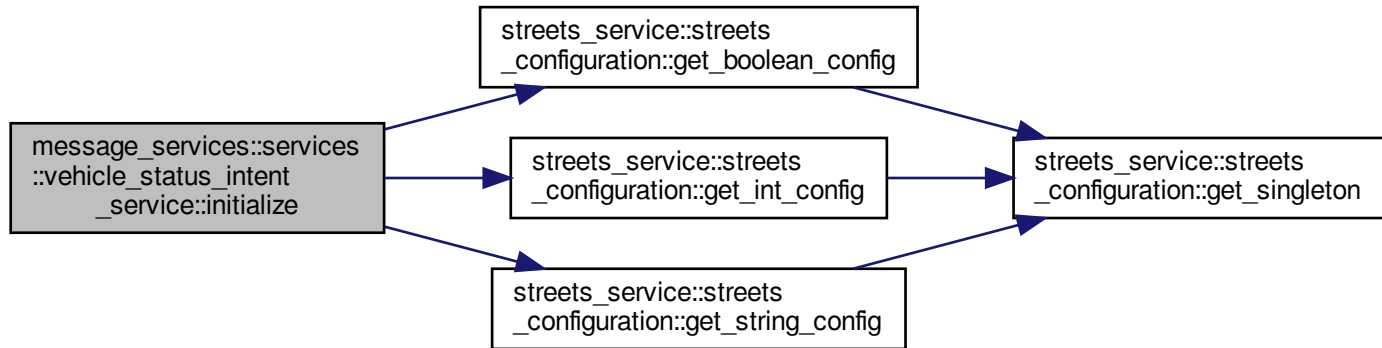 message_services::services
::vehicle_status_intent
_service::initialize
streets_service::streets
_configuration::get_boolean_config
streets_service::streets
_configuration::get_int_config
streets_service::streets
_configuration::get_string_config
streets_service::streets
_configuration::get_singleton